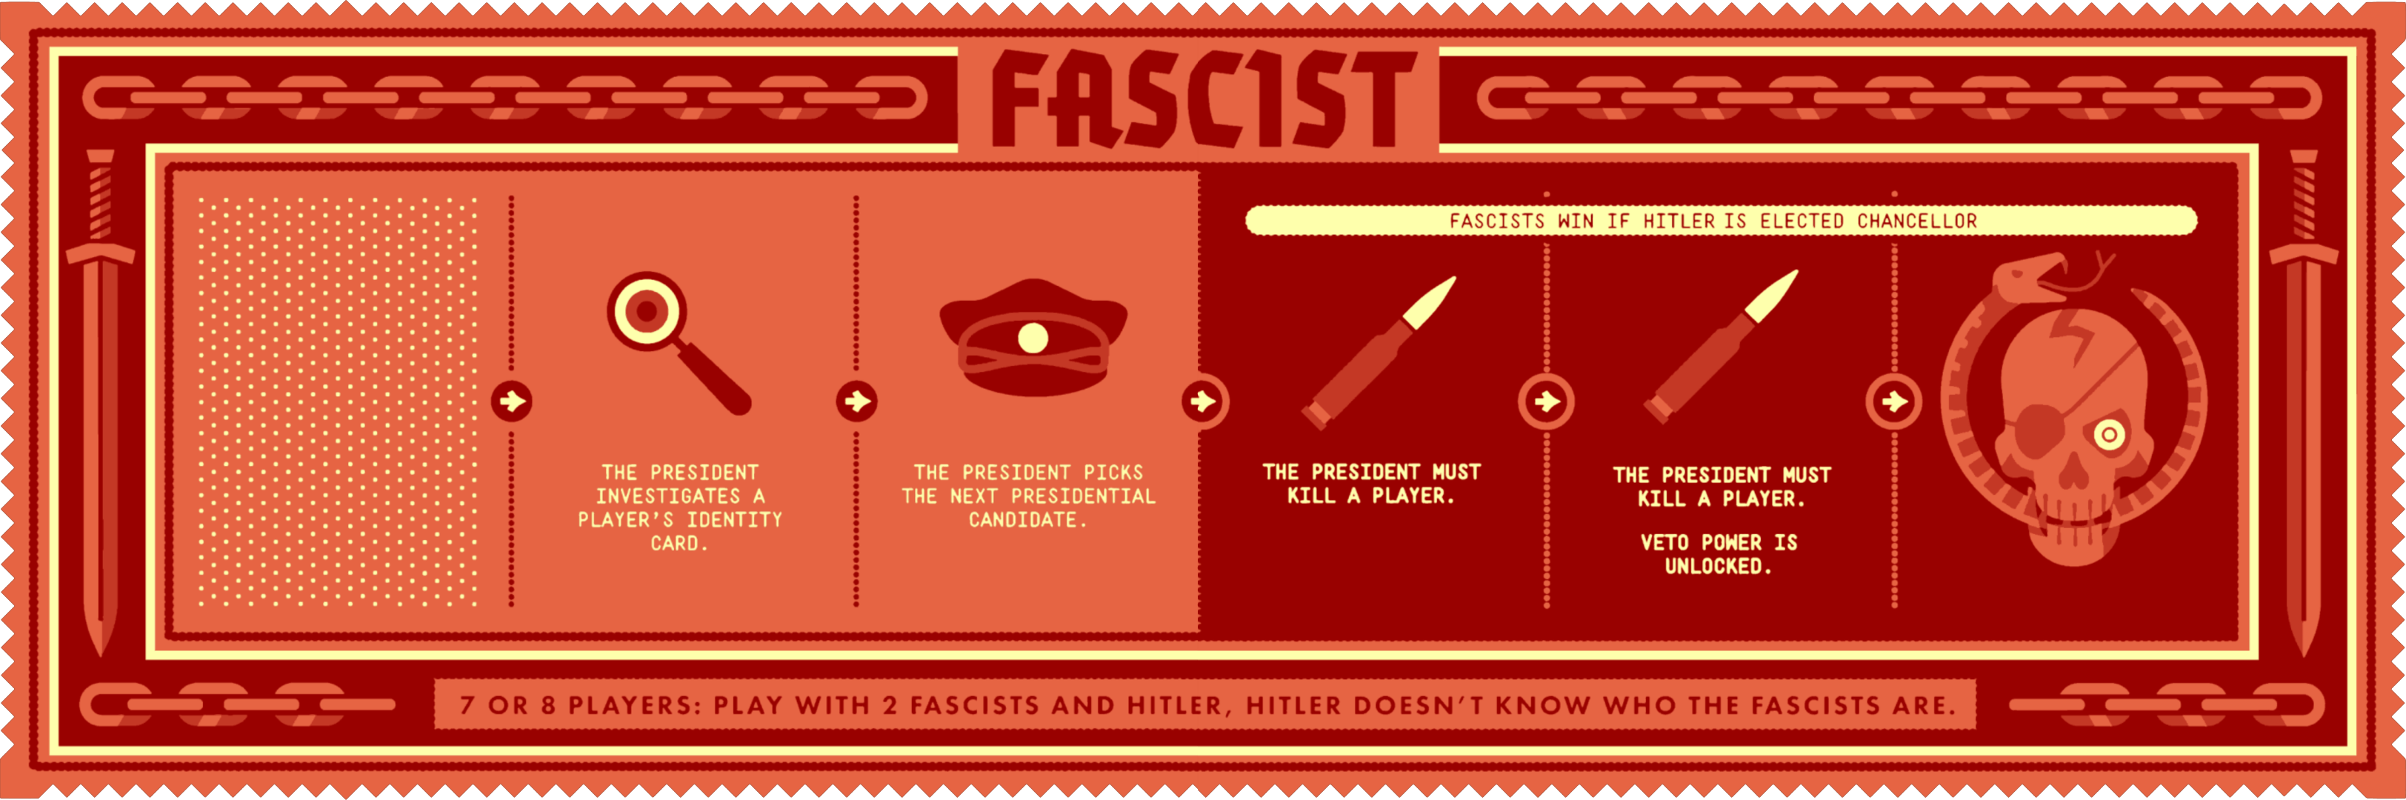 FASCIST
FASCISTS WIN IF HITLER IS ELECTED CHANCELLOR
THE PRESIDENT
INVESTIGATES A
PLAYER'S IDENTITY
CARD.
THE PRESIDENT PICKS
THE NEXT PRESIDENTIAL
CANDIDATE.
THE PRESIDENT MUST
KILL A PLAYER.
THE PRESIDENT MUST
KILL A PLAYER.
VETO POWER IS
UNLOCKED.
7 OR 8 PLAYERS: PLAY WITH 2 FASCISTS AND HITLER, HITLER DOESN'T KNOW WHO THE FASCISTS ARE.